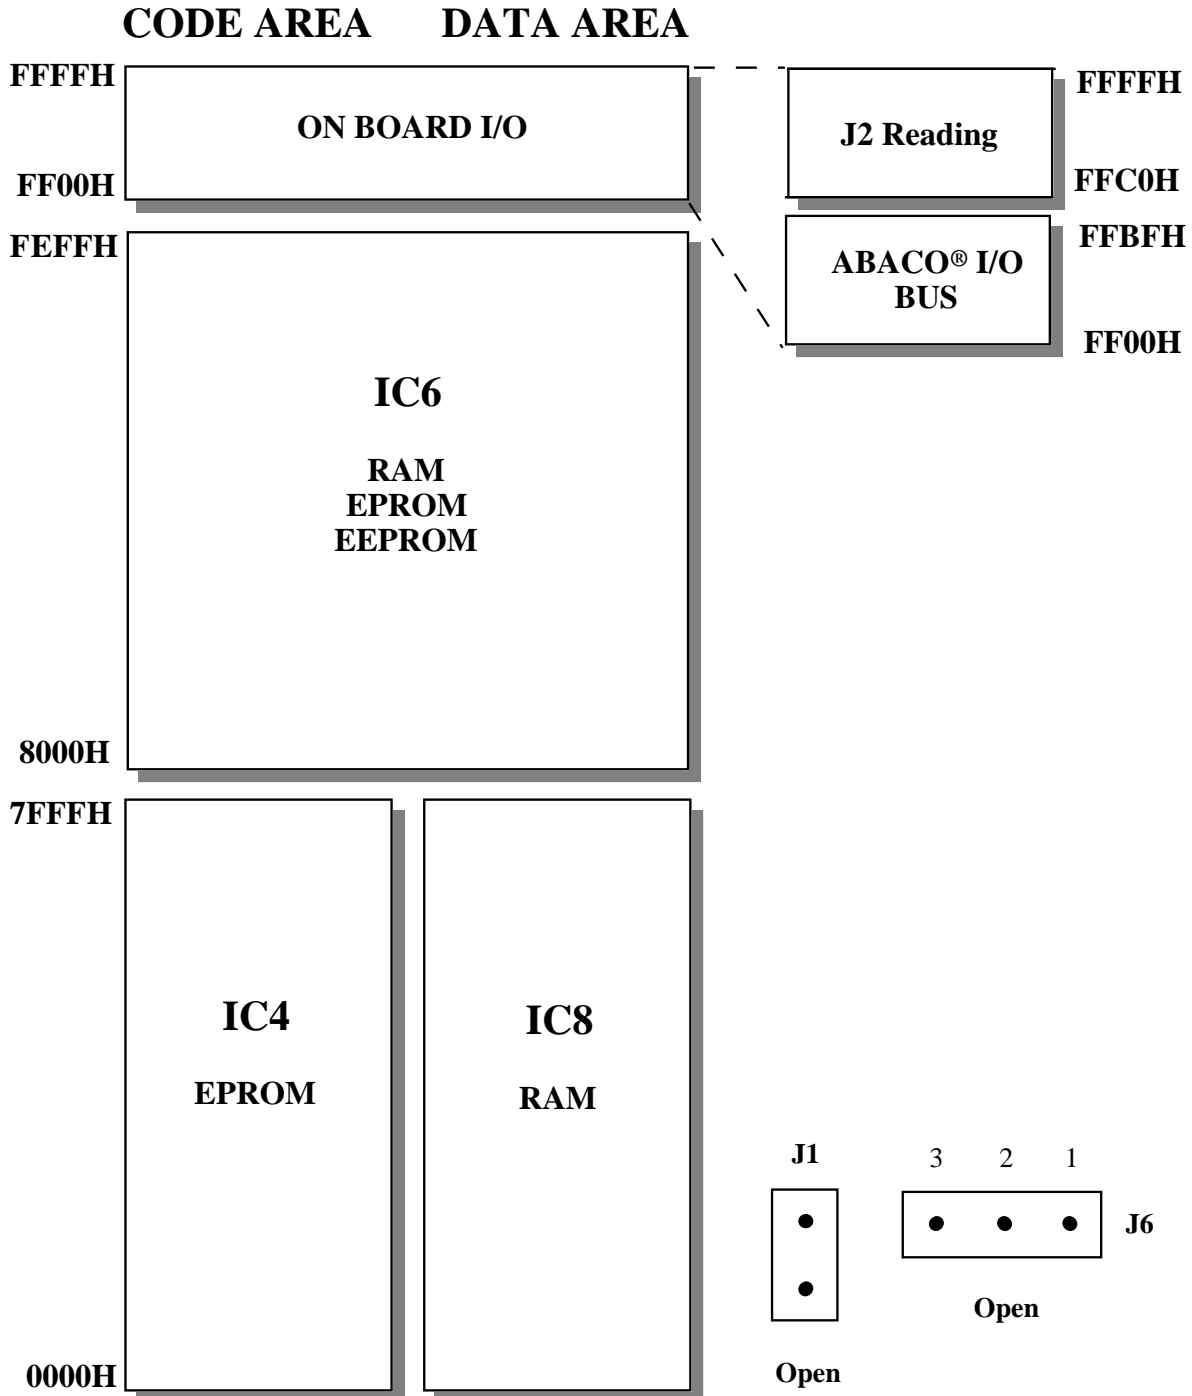 CODE AREA DATA AREA
FFFFH
ON BOARD I/O
FF00H
J2 Reading
FFFFH
FFC0H
ABACO® I/O
BUS
FFBFH
FF00H
FEFFH
IC6
RAM
EPROM
EEPROM
8000H
7FFFH
IC4
EPROM
IC8
RAM
0000H
J1
Open
3 2 1
J6
Open